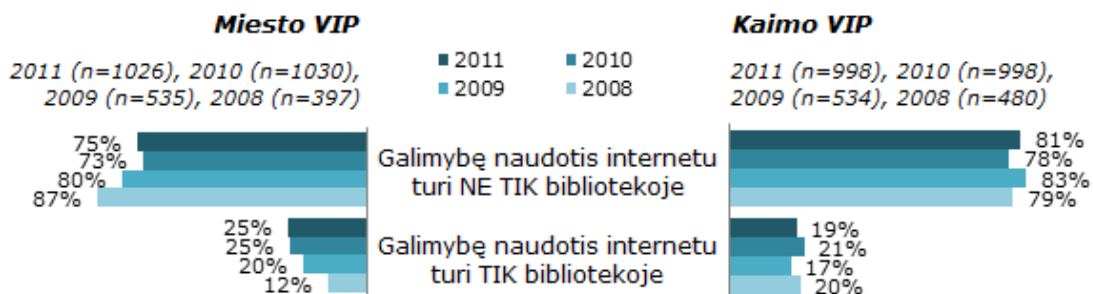 Miesto VIP
Kaimo VIP
2011 (n=1026), 2010 (n=1030),
2009 (n=535), 2008 (n=397)
2011
2010
2009
2008
2011 (n=998), 2010 (n=998),
2009 (n=534), 2008 (n=480)
75%
73%
80%
87%
Galimybę naudotis internetu
turi NE TIK bibliotekoje
81%
78%
83%
79%
25%
25%
20%
12%
Galimybę naudotis internetu
turi TIK bibliotekoje
19%
21%
17%
20%